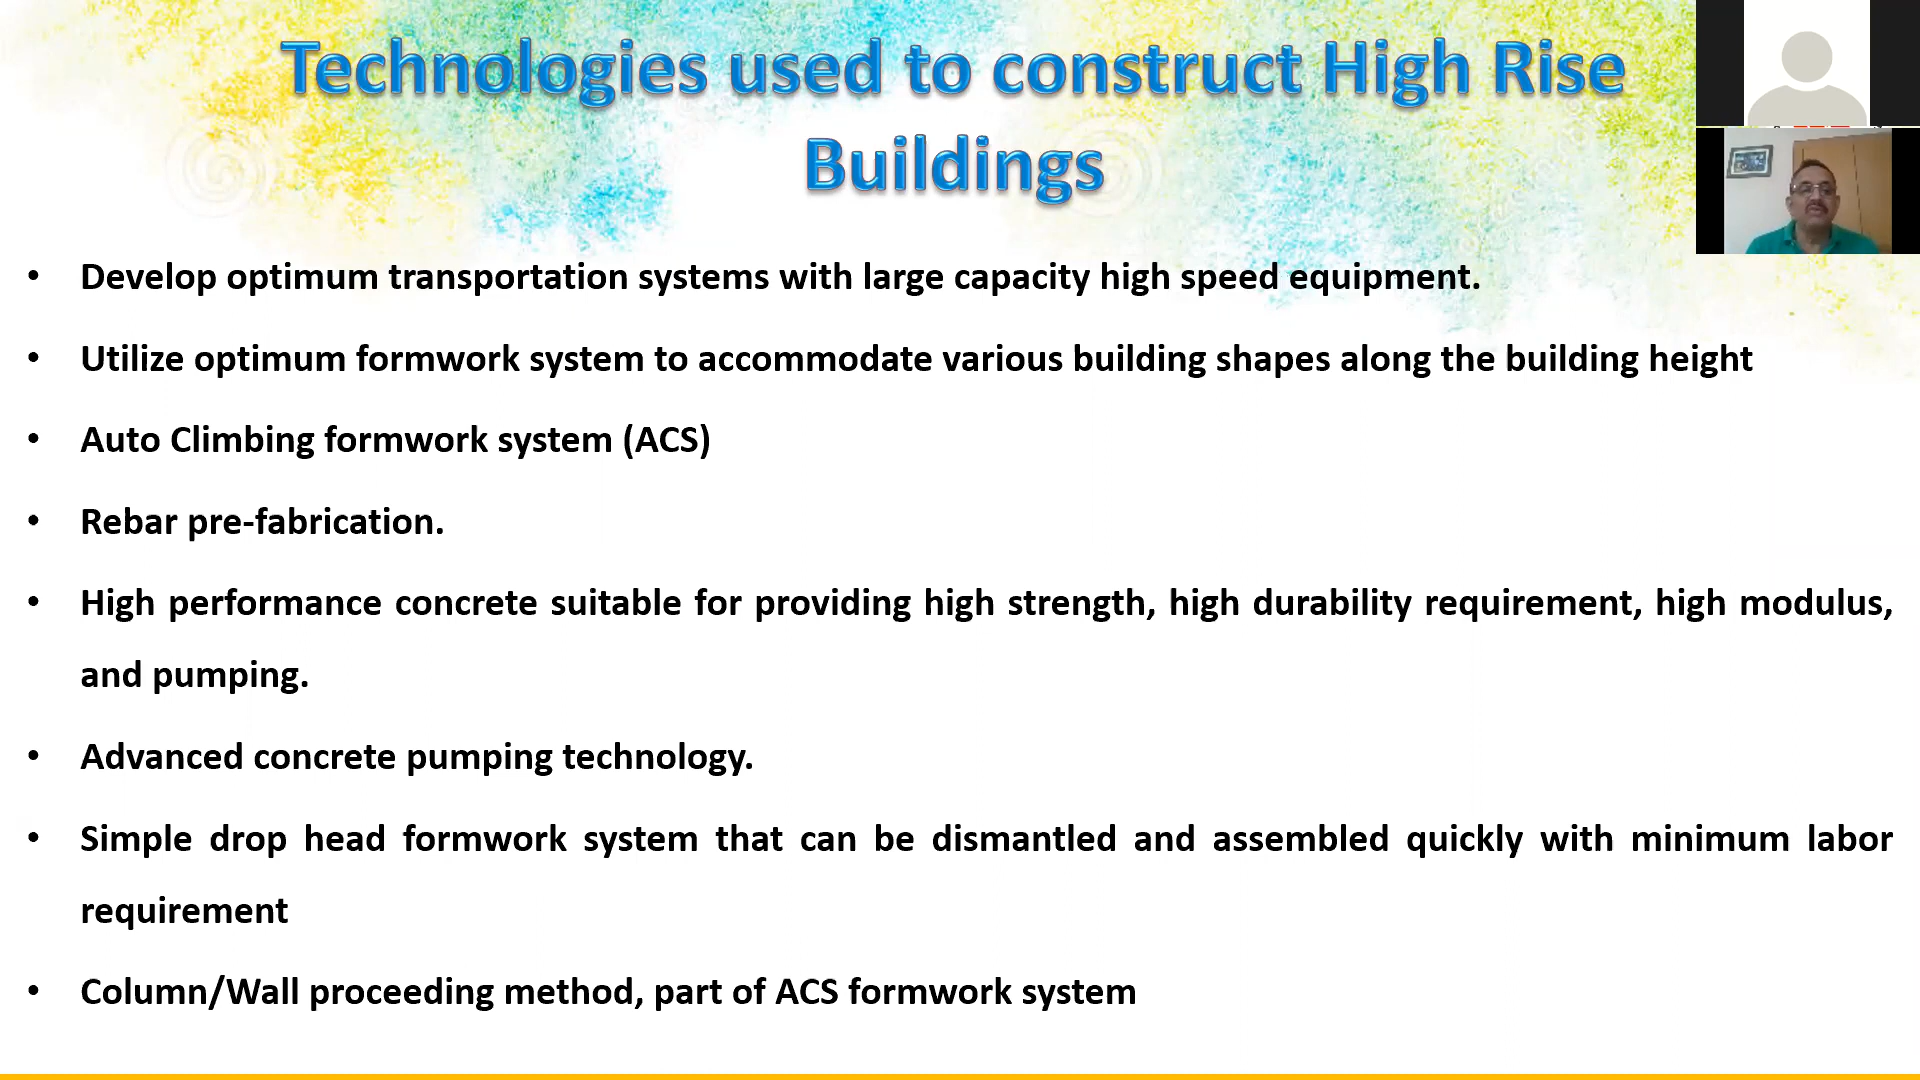 Technologies used to construct High Rise
Buildings
• Develop optimum transportation systems with large capacity high speed equipment.
• Utilize optimum formwork system to accommodate various building shapes along the building height
• Auto Climbing formwork system (ACS)
• Rebar pre-fabrication.
• High performance concrete suitable for providing high strength, high durability requirement, high modulus,
and pumping.
• Advanced concrete pumping technology.
• Simple drop head formwork system that can be dismantled and assembled quickly with minimum labor
requirement
• Column/Wall proceeding method, part of ACS formwork system